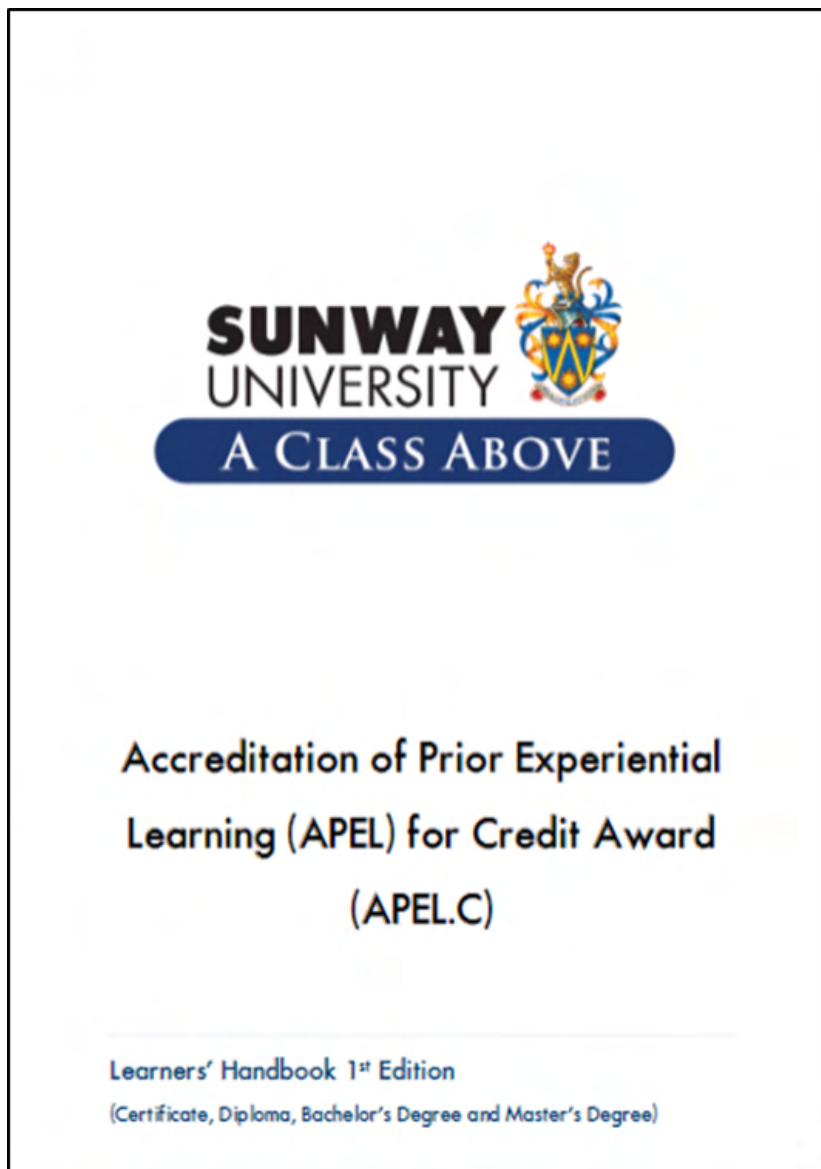 SUNWAY
UNIVERSITY
A CLASS ABOVE
Accreditation of Prior Experiential
Learning (APEL) for Credit Award
(APEL.C)
Learners’ Handbook 1st Edition
(Certificate, Diploma, Bachelor’s Degree and Master’s Degree)